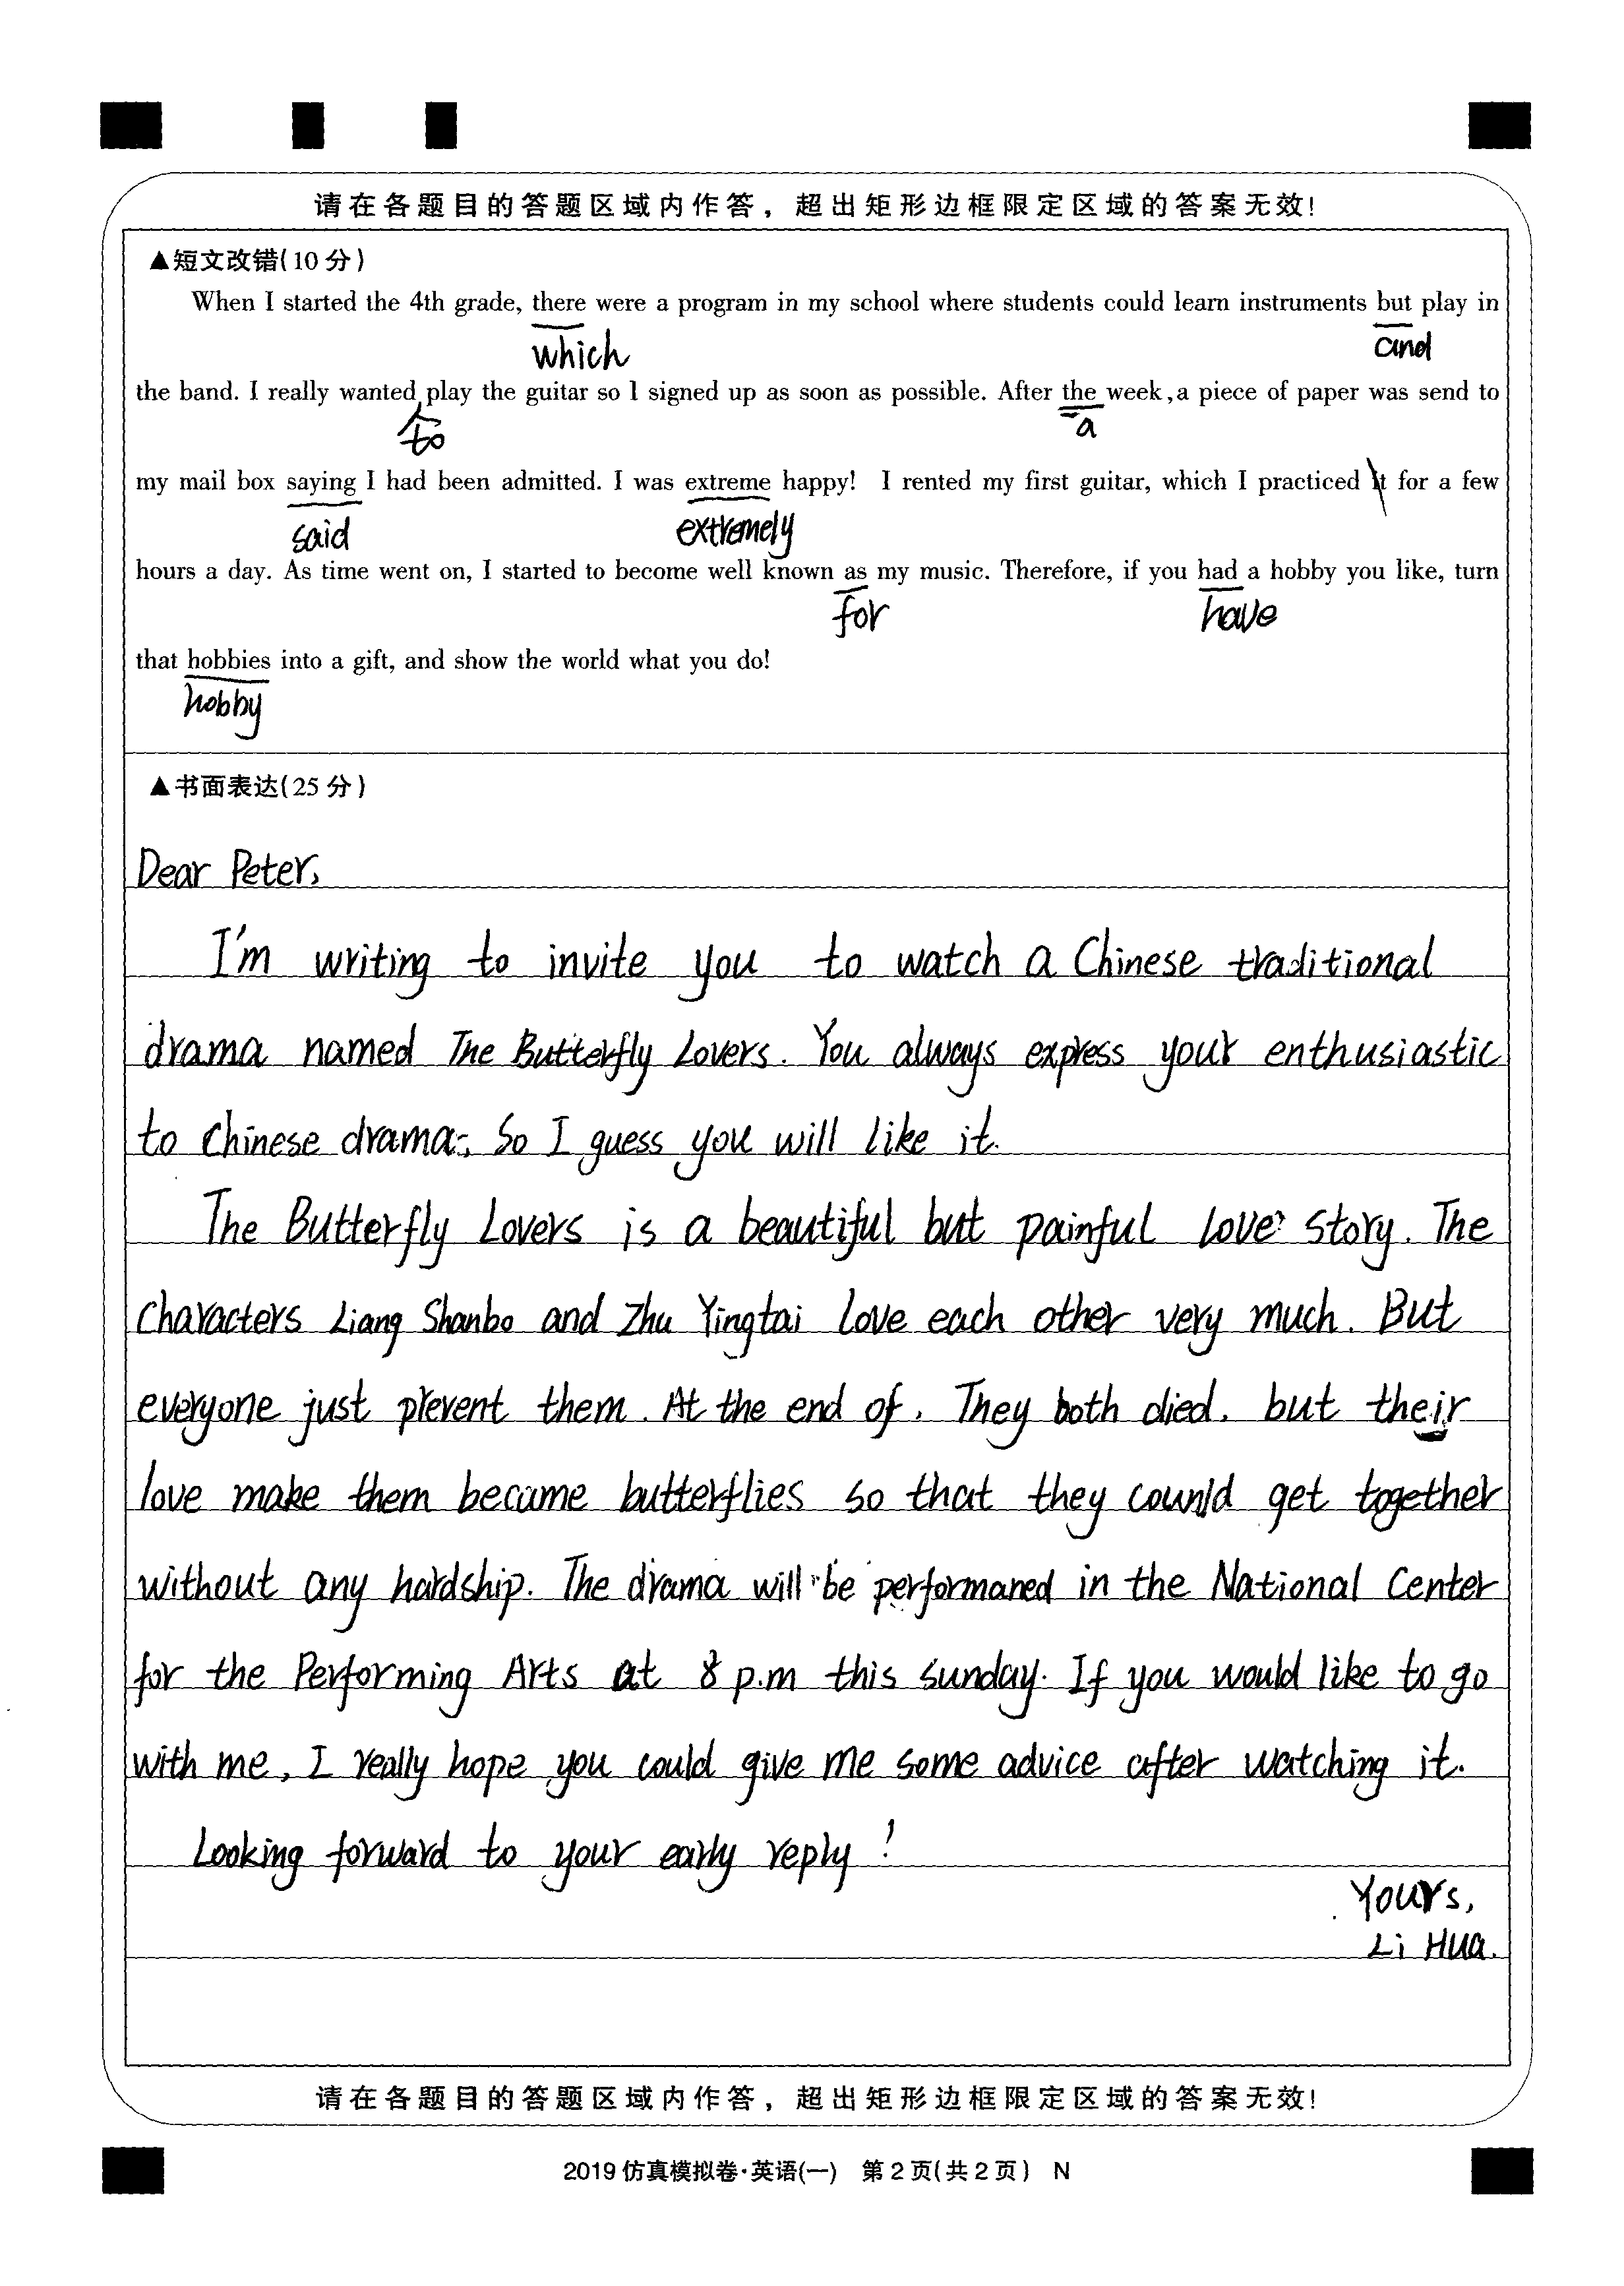 请在各题目的答题区域内作答，超出矩形边框限定区域的答案无效！
▲短文改错(10分)
When I started the 4th grade, there were a program in my school where students could learn instruments but play in
which and
the band. I really wanted play the guitar so I signed up as soon as possible. After the week,a piece of paper was send to
to a
my mail box saying I had been admitted. I was extreme happy! I rented my first guitar, which I practiced it for a few
said extremely
hours a day. As time went on, I started to become well known as my music. Therefore, if you had a hobby you like, turn
for have
that hobbies into a gift, and show the world what you do!
hobby
▲书面表达(25分)
Dear Peter,
I'm writing to invite you to watch a Chinese traditional
drama named The Butterfly Lovers. You always express your enthusiastic
to Chinese drama. So I guess you will like it.
The Butterfly Lovers is a beautiful but painful love story. The
characters Liang Shanbo and Zhu Yingtai love each other very much. But
everyone just prevent them. At the end of. They both died. but their
love make them became butterflies so that they could get together
without any hardship. The drama will be performaned in the National Center
for the Performing Arts at 8 p.m this sunday. If you would like to go
with me, I really hope you could give me some advice after watching it.
Looking forward to your early reply!
Yours,
Li Hua.
请在各题目的答题区域内作答，超出矩形边框限定区域的答案无效！
2019仿真模拟卷·英语(一) 第2页(共2页) N